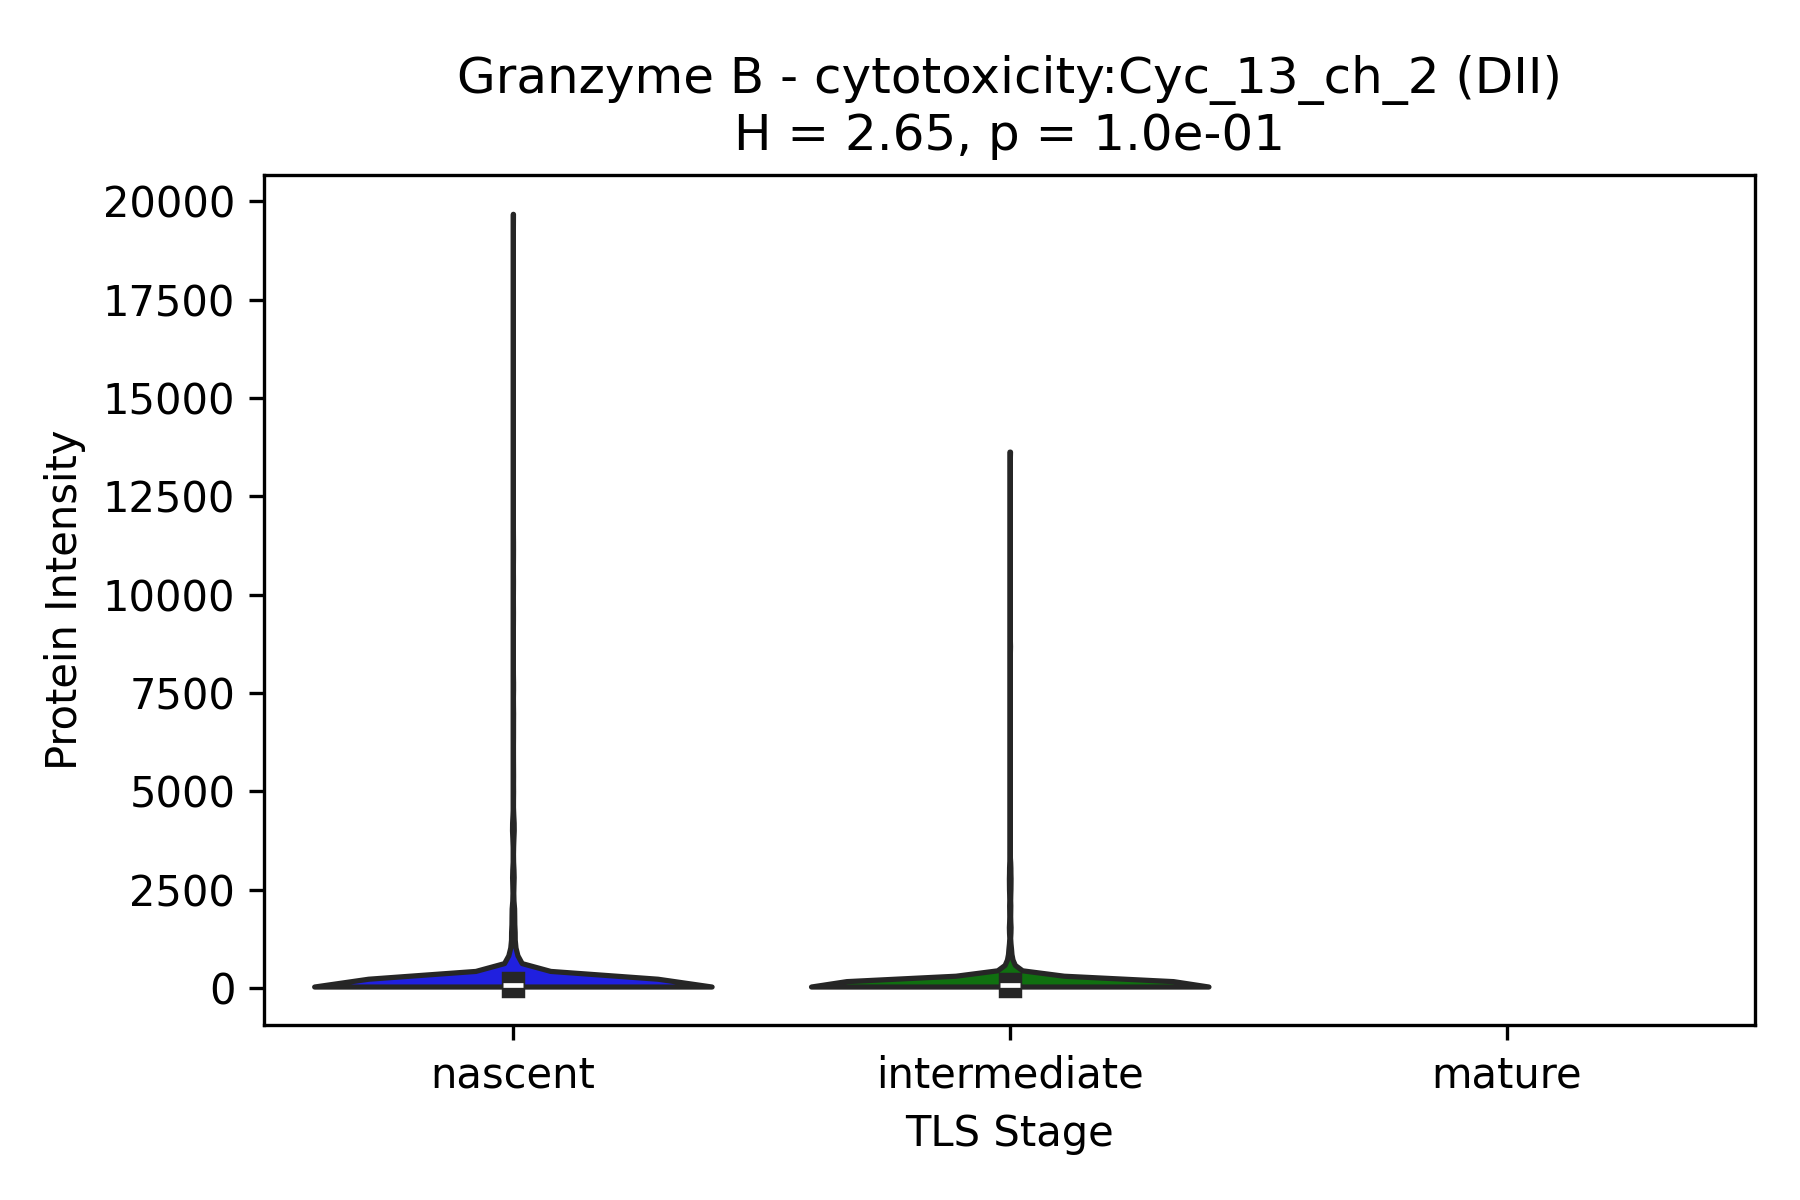 Granzyme B - cytotoxicity:Cyc_13_ch_2 (DII)
H = 2.65, p = 1.0e-01
20000
17500
15000
12500
10000
7500
5000
2500
0
Protein Intensity
nascent intermediate mature
TLS Stage